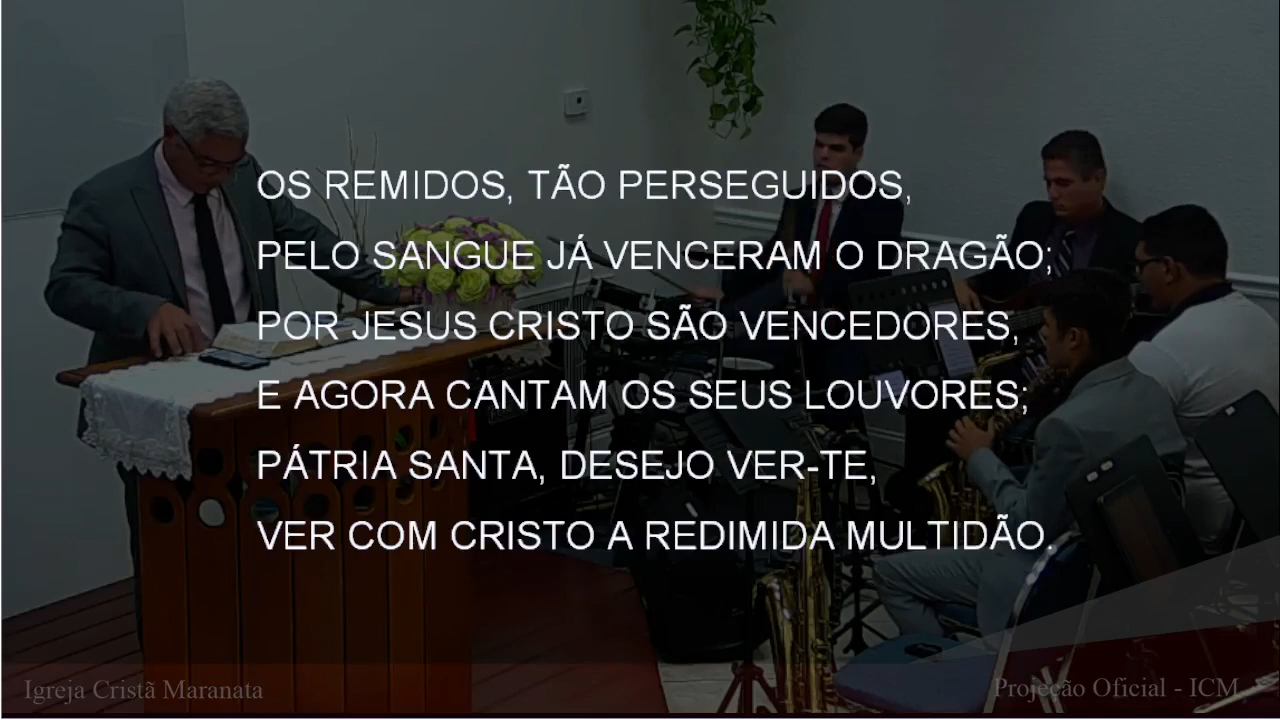 OS REMIDOS, TÃO PERSEGUIDOS,
PELO SANGUE JÁ VENCERAM O DRAGÃO;
POR JESUS CRISTO SÃO VENCEDORES,
E AGORA CANTAM OS SEUS LOUVORES;
PÁTRIA SANTA, DESEJO VER-TE,
VER COM CRISTO A REDIMIDA MULTIDÃO.
Igreja Cristã Maranata
Projeção Oficial - ICM